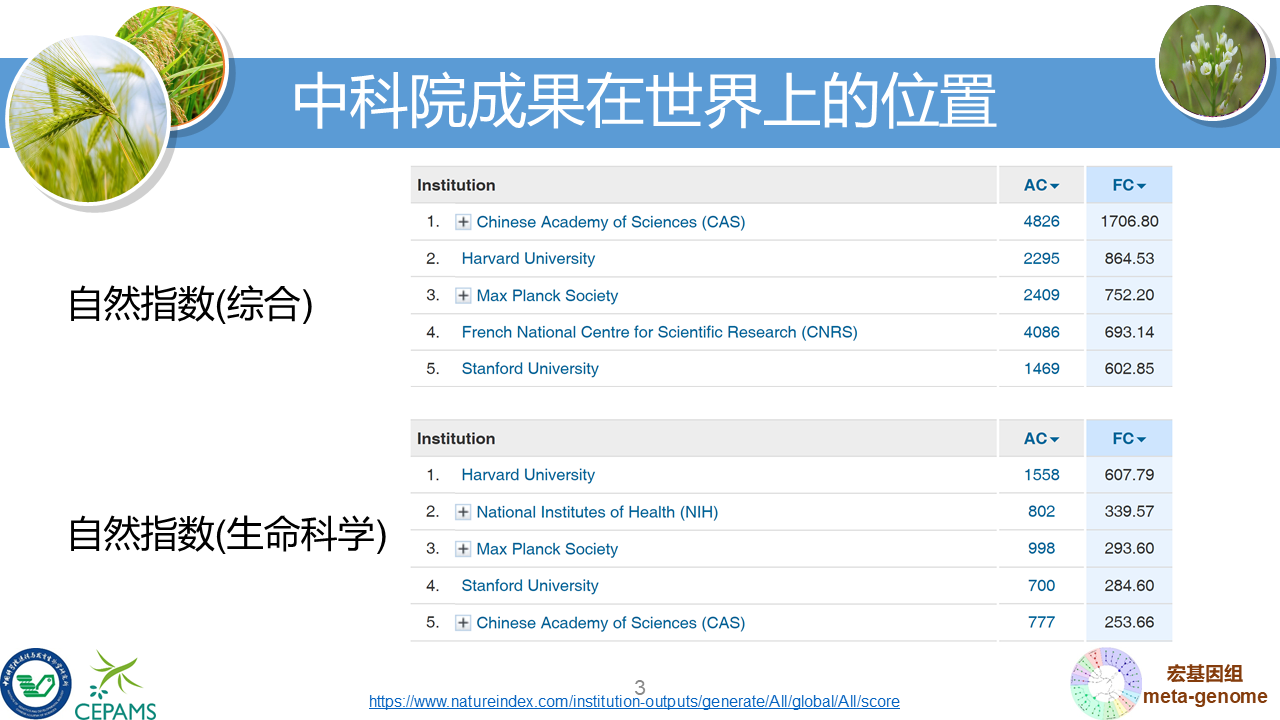 中科院成果在世界上的位置
Institution AC FC
1. Chinese Academy of Sciences (CAS) 4826 1706.80
2. Harvard University 2295 864.53
3. Max Planck Society 2409 752.20
4. French National Centre for Scientific Research (CNRS) 4086 693.14
5. Stanford University 1469 602.85
自然指数(综合)
Institution AC FC
1. Harvard University 1558 607.79
2. National Institutes of Health (NIH) 802 339.57
3. Max Planck Society 998 293.60
4. Stanford University 700 284.60
5. Chinese Academy of Sciences (CAS) 777 253.66
自然指数(生命科学)
CEPAMS
3
https://www.natureindex.com/institution-outputs/generate/All/global/All/score
宏基因组
meta-genome